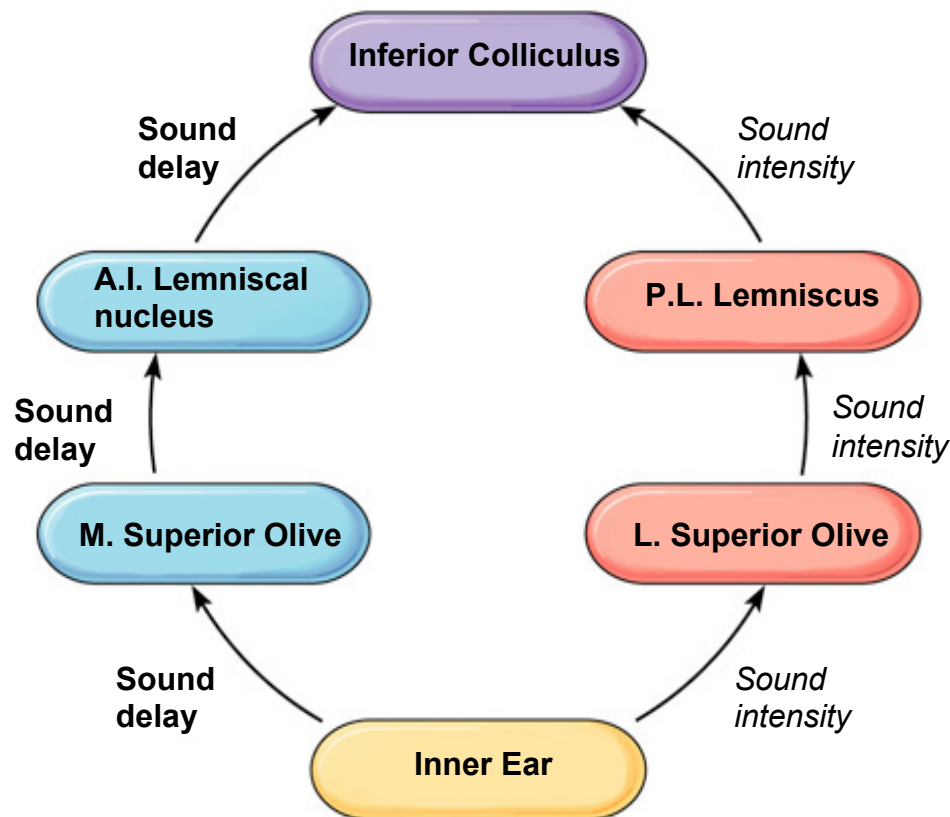 Inferior Colliculus
Sound
delay
Sound
intensity
A.I. Lemniscal
nucleus
P.L. Lemniscus
Sound
delay
Sound
intensity
M. Superior Olive
L. Superior Olive
Sound
delay
Sound
intensity
Inner Ear